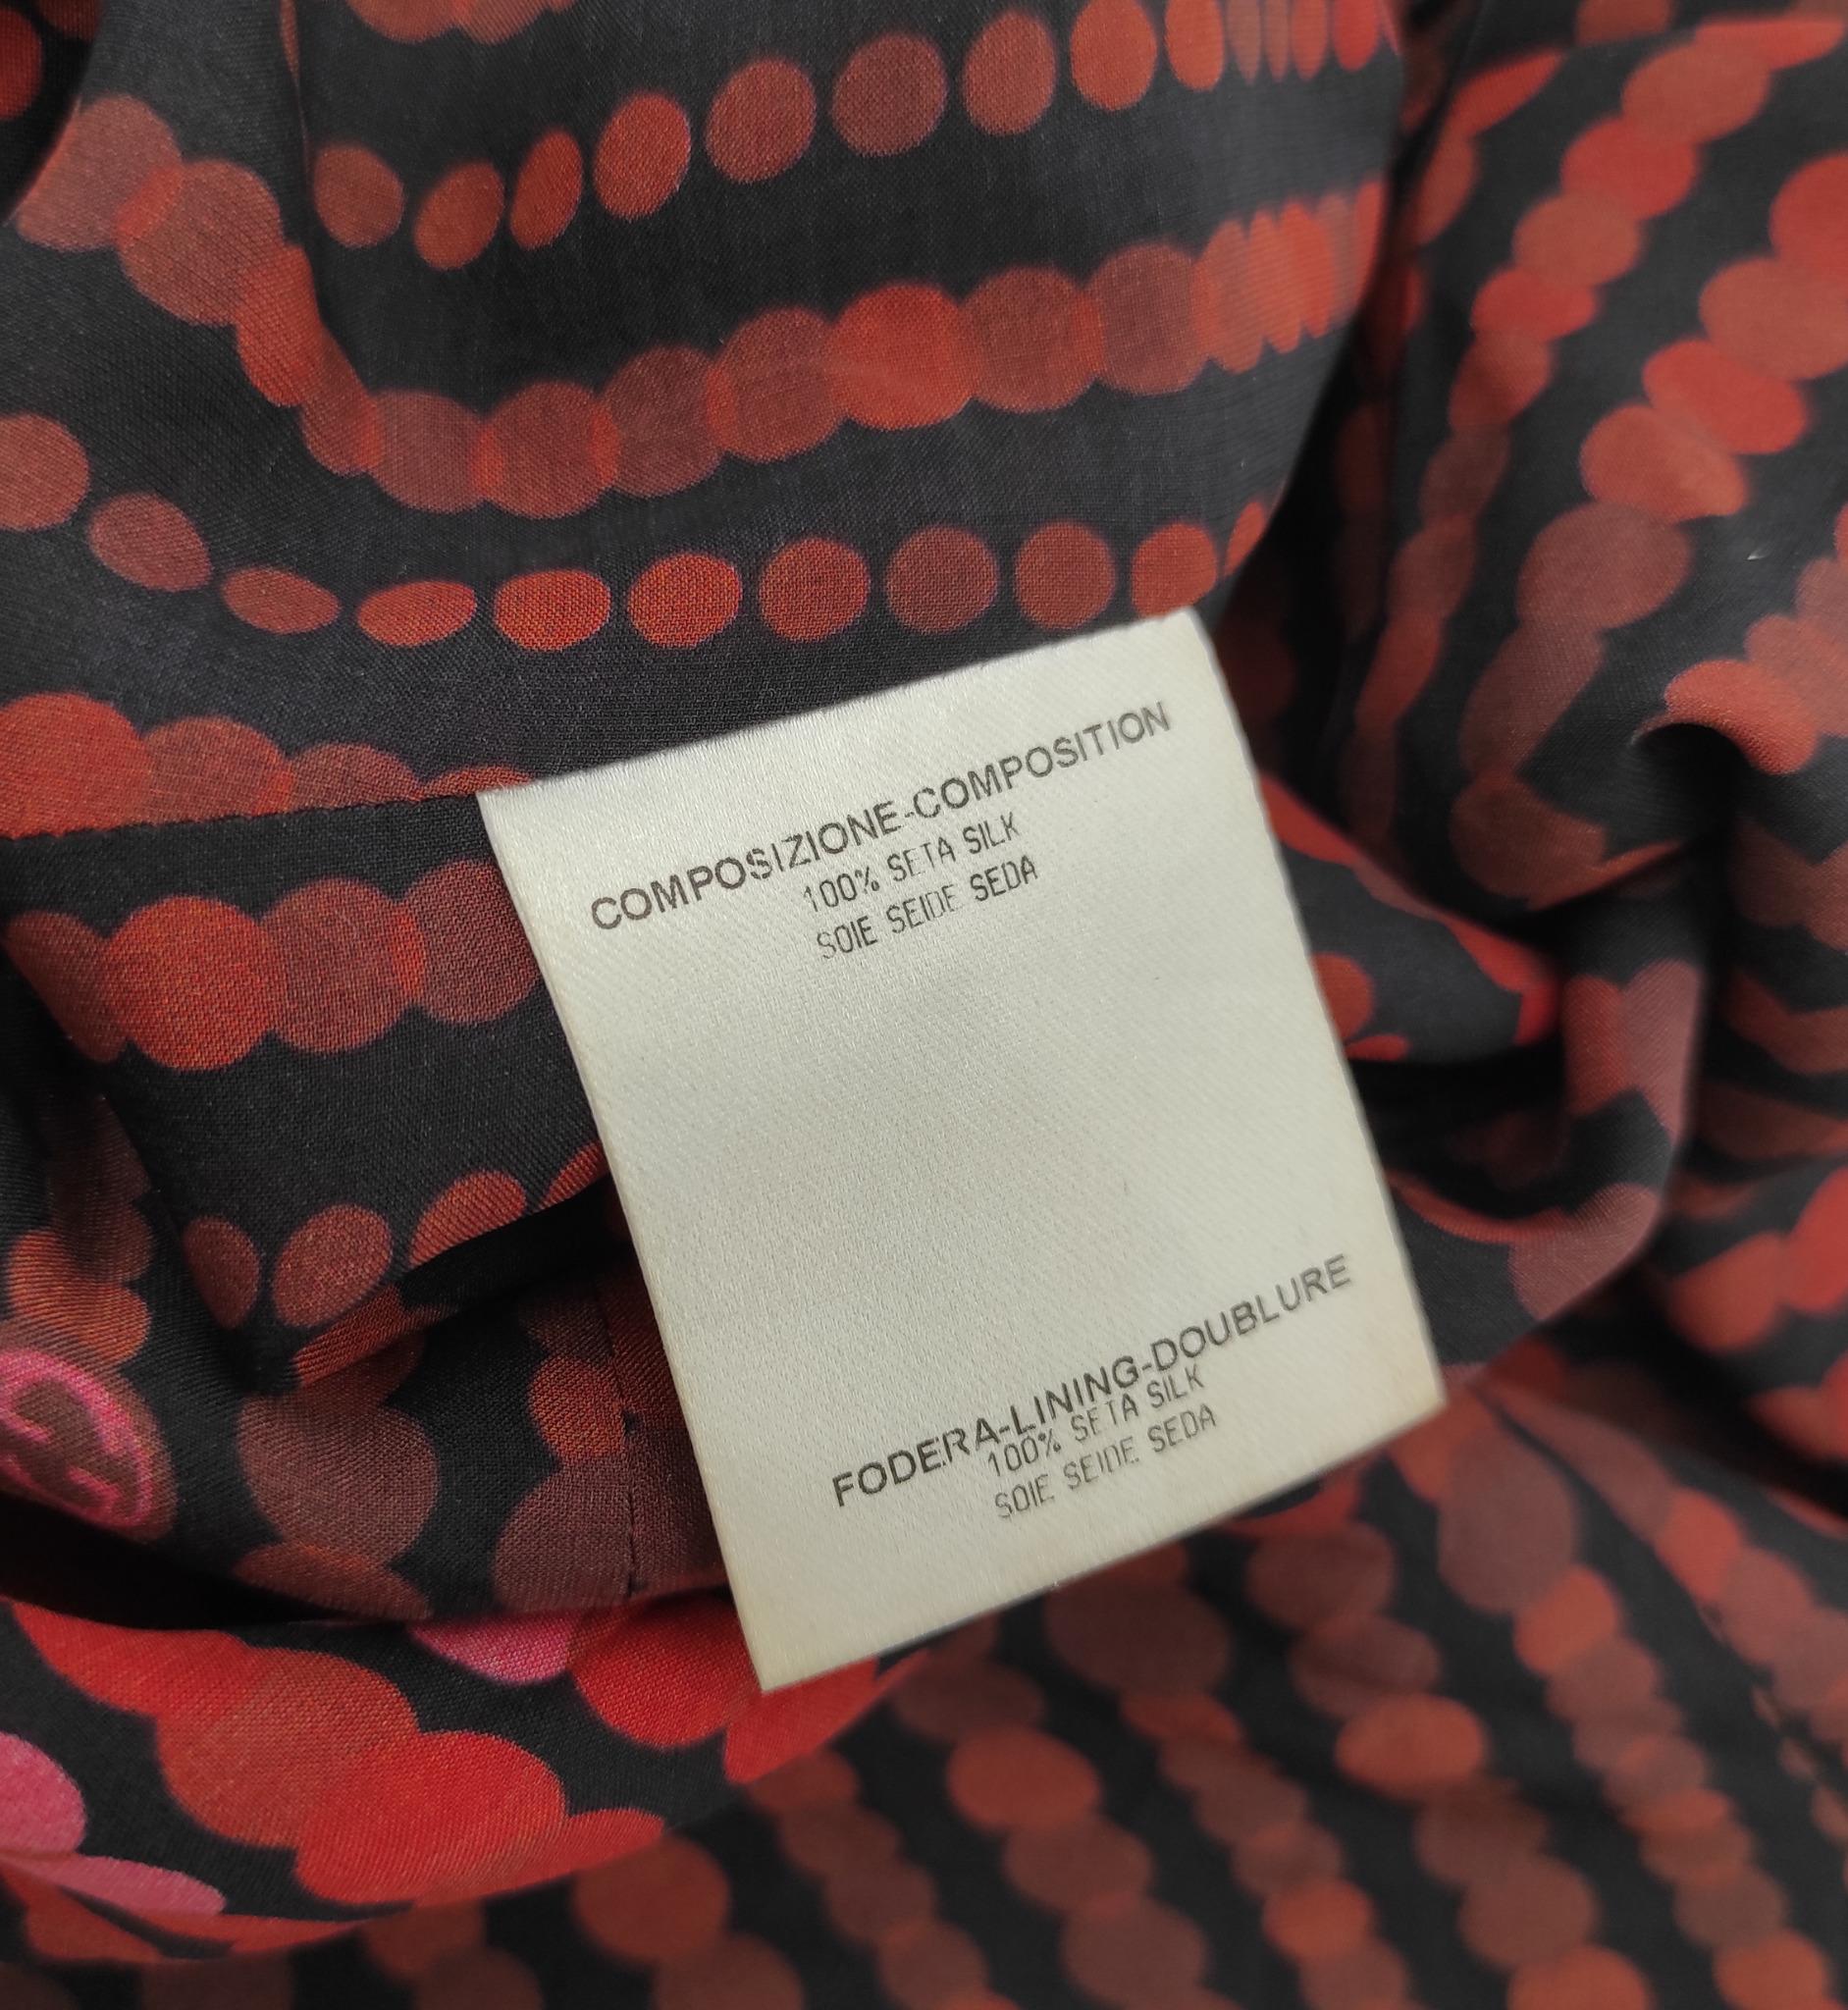 COMPOSIZIONE-COMPOSITION
100% SETA SILK
SOIE SEIDE SEDA
FODERA-LINING-DOUBLURE
100% SETA SILK
SOIE SEIDE SEDA